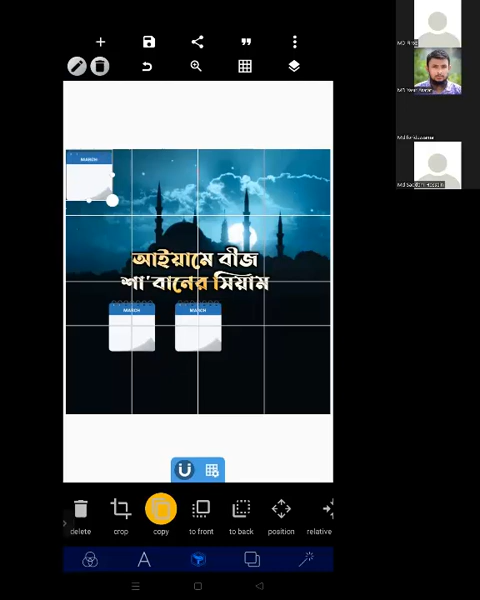 MARCH
আইয়ামে বীজ
শা'বানের সিয়াম
MARCH
MARCH
delete
crop
copy
to front
to back
position
relative
A